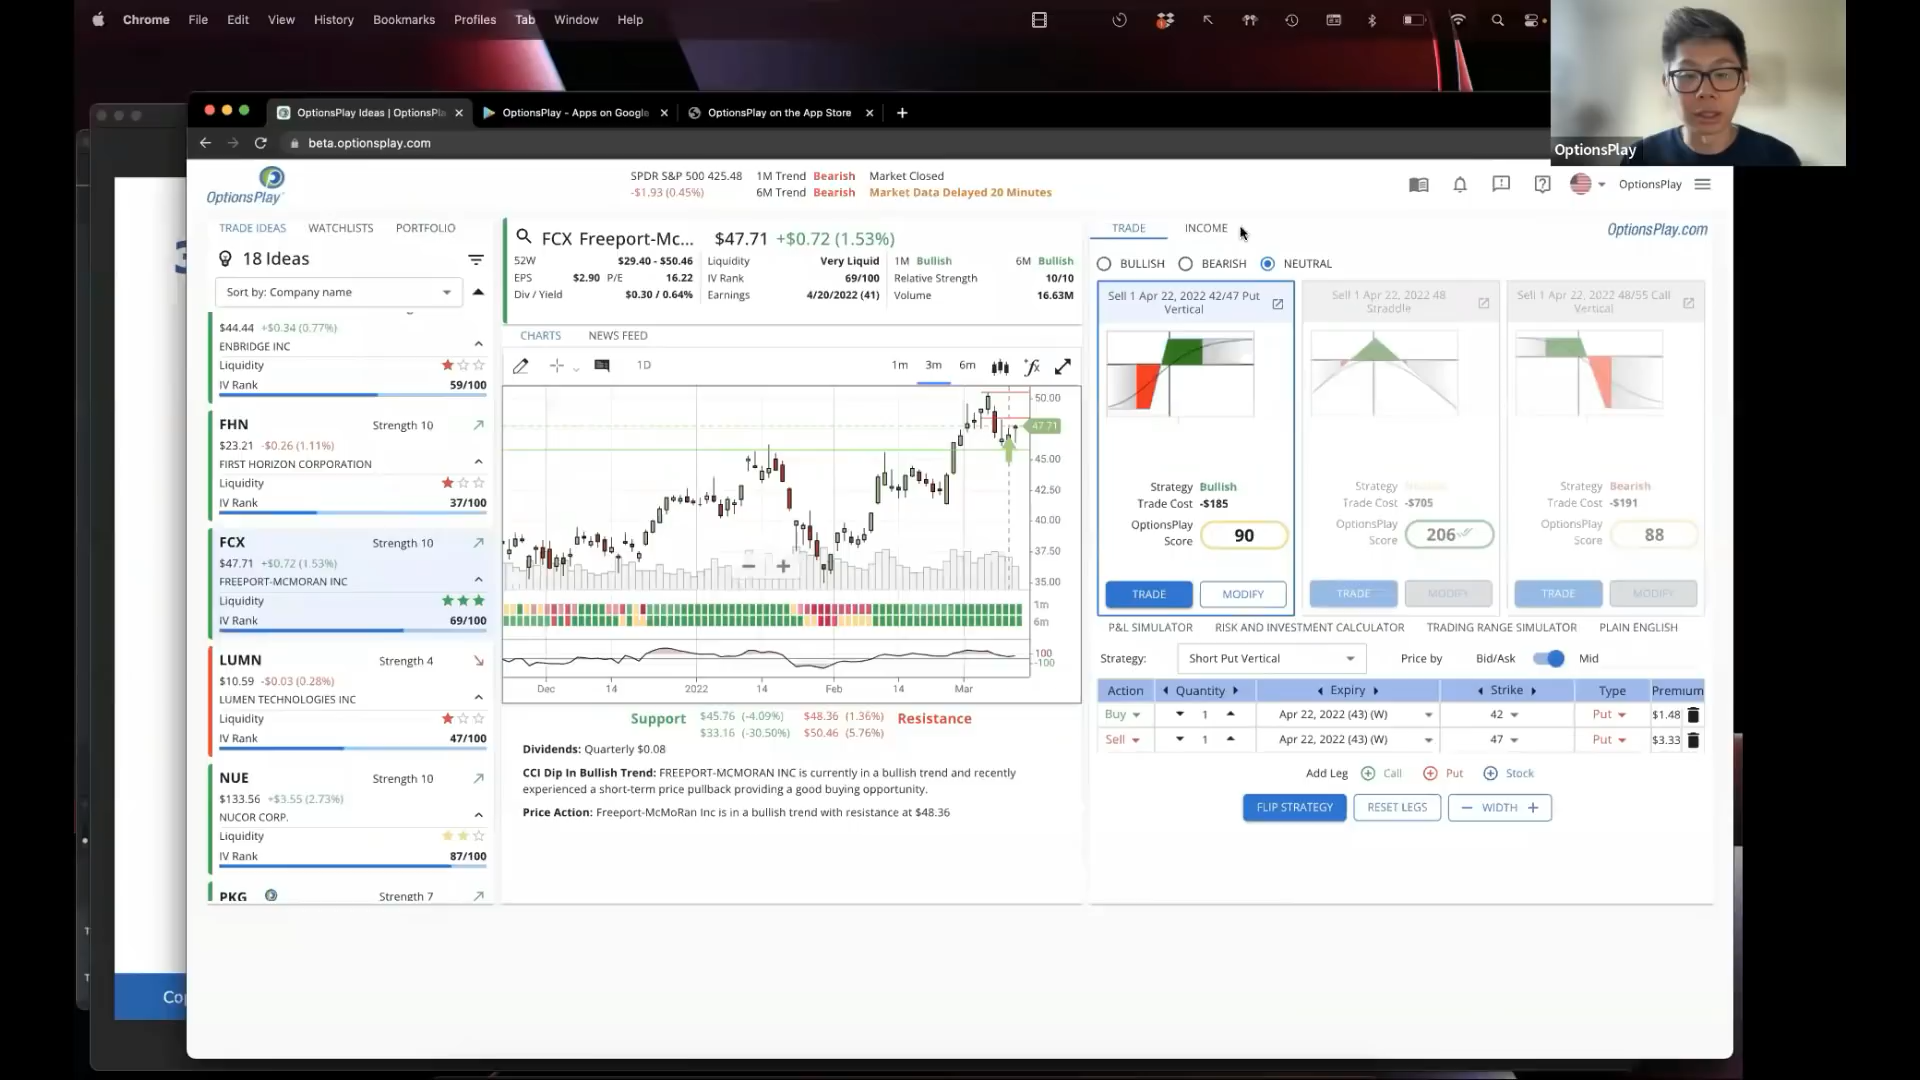 Chrome File Edit View History Bookmarks Profiles Tab Window Help
OptionsPlay
OptionsPlay Ideas | OptionsPl
OptionsPlay - Apps on Google
OptionsPlay on the App Store
beta.optionsplay.com
OptionsPlay
SPDR S&P 500 425.48 1M Trend Bearish Market Closed
-$1.93 (0.45%) 6M Trend Bearish Market Data Delayed 20 Minutes
OptionsPlay
TRADE IDEAS WATCHLISTS PORTFOLIO
18 Ideas
Sort by: Company name
$44.44 +$0.34 (0.77%)
ENBRIDGE INC
Liquidity
IV Rank 59/100
FHN Strength 10
$23.21 -$0.26 (1.11%)
FIRST HORIZON CORPORATION
Liquidity
IV Rank 37/100
FCX Strength 10
$47.71 +$0.72 (1.53%)
FREEPORT-MCMORAN INC
Liquidity
IV Rank 69/100
LUMN Strength 4
$10.59 -$0.03 (0.28%)
LUMEN TECHNOLOGIES INC
Liquidity
IV Rank 47/100
NUE Strength 10
$133.56 +$3.55 (2.73%)
NUCOR CORP.
Liquidity
IV Rank 87/100
PKG Strength 7
FCX Freeport-Mc... $47.71 +$0.72 (1.53%)
52W $29.40 - $50.46 Liquidity Very Liquid 1M Bullish 6M Bullish
EPS $2.90 P/E 16.22 IV Rank 69/100 Relative Strength 10/10
Div / Yield $0.30 / 0.64% Earnings 4/20/2022 (41) Volume 16.63M
CHARTS NEWS FEED
1D 1m 3m 6m
50.00
47.71
45.00
42.50
40.00
37.50
35.00
1m
6m
100
-100
Dec 14 2022 14 Feb 14 Mar
Support $45.76 (-4.09%) $48.36 (1.36%) Resistance
$33.16 (-30.50%) $50.46 (5.76%)
Dividends: Quarterly $0.08
CCI Dip In Bullish Trend: FREEPORT-MCMORAN INC is currently in a bullish trend and recently
experienced a short-term price pullback providing a good buying opportunity.
Price Action: Freeport-McMoRan Inc is in a bullish trend with resistance at $48.36
TRADE INCOME OptionsPlay.com
BULLISH BEARISH NEUTRAL
Sell 1 Apr 22, 2022 42/47 Put
Vertical
Strategy Bullish
Trade Cost -$185
OptionsPlay
Score 90
TRADE MODIFY
Sell 1 Apr 22, 2022 48
Straddle
Strategy
Trade Cost -$705
OptionsPlay
Score 206
TRADE MODIFY
Sell 1 Apr 22, 2022 48/55 Call
Vertical
Strategy Bearish
Trade Cost -$191
OptionsPlay
Score 88
TRADE MODIFY
P&L SIMULATOR RISK AND INVESTMENT CALCULATOR TRADING RANGE SIMULATOR PLAIN ENGLISH
Strategy: Short Put Vertical Price by Bid/Ask Mid
Action Quantity Expiry Strike Type Premium
Buy 1 Apr 22, 2022 (43) (W) 42 Put $1.48
Sell 1 Apr 22, 2022 (43) (W) 47 Put $3.33
Add Leg Call Put Stock
FLIP STRATEGY RESET LEGS WIDTH